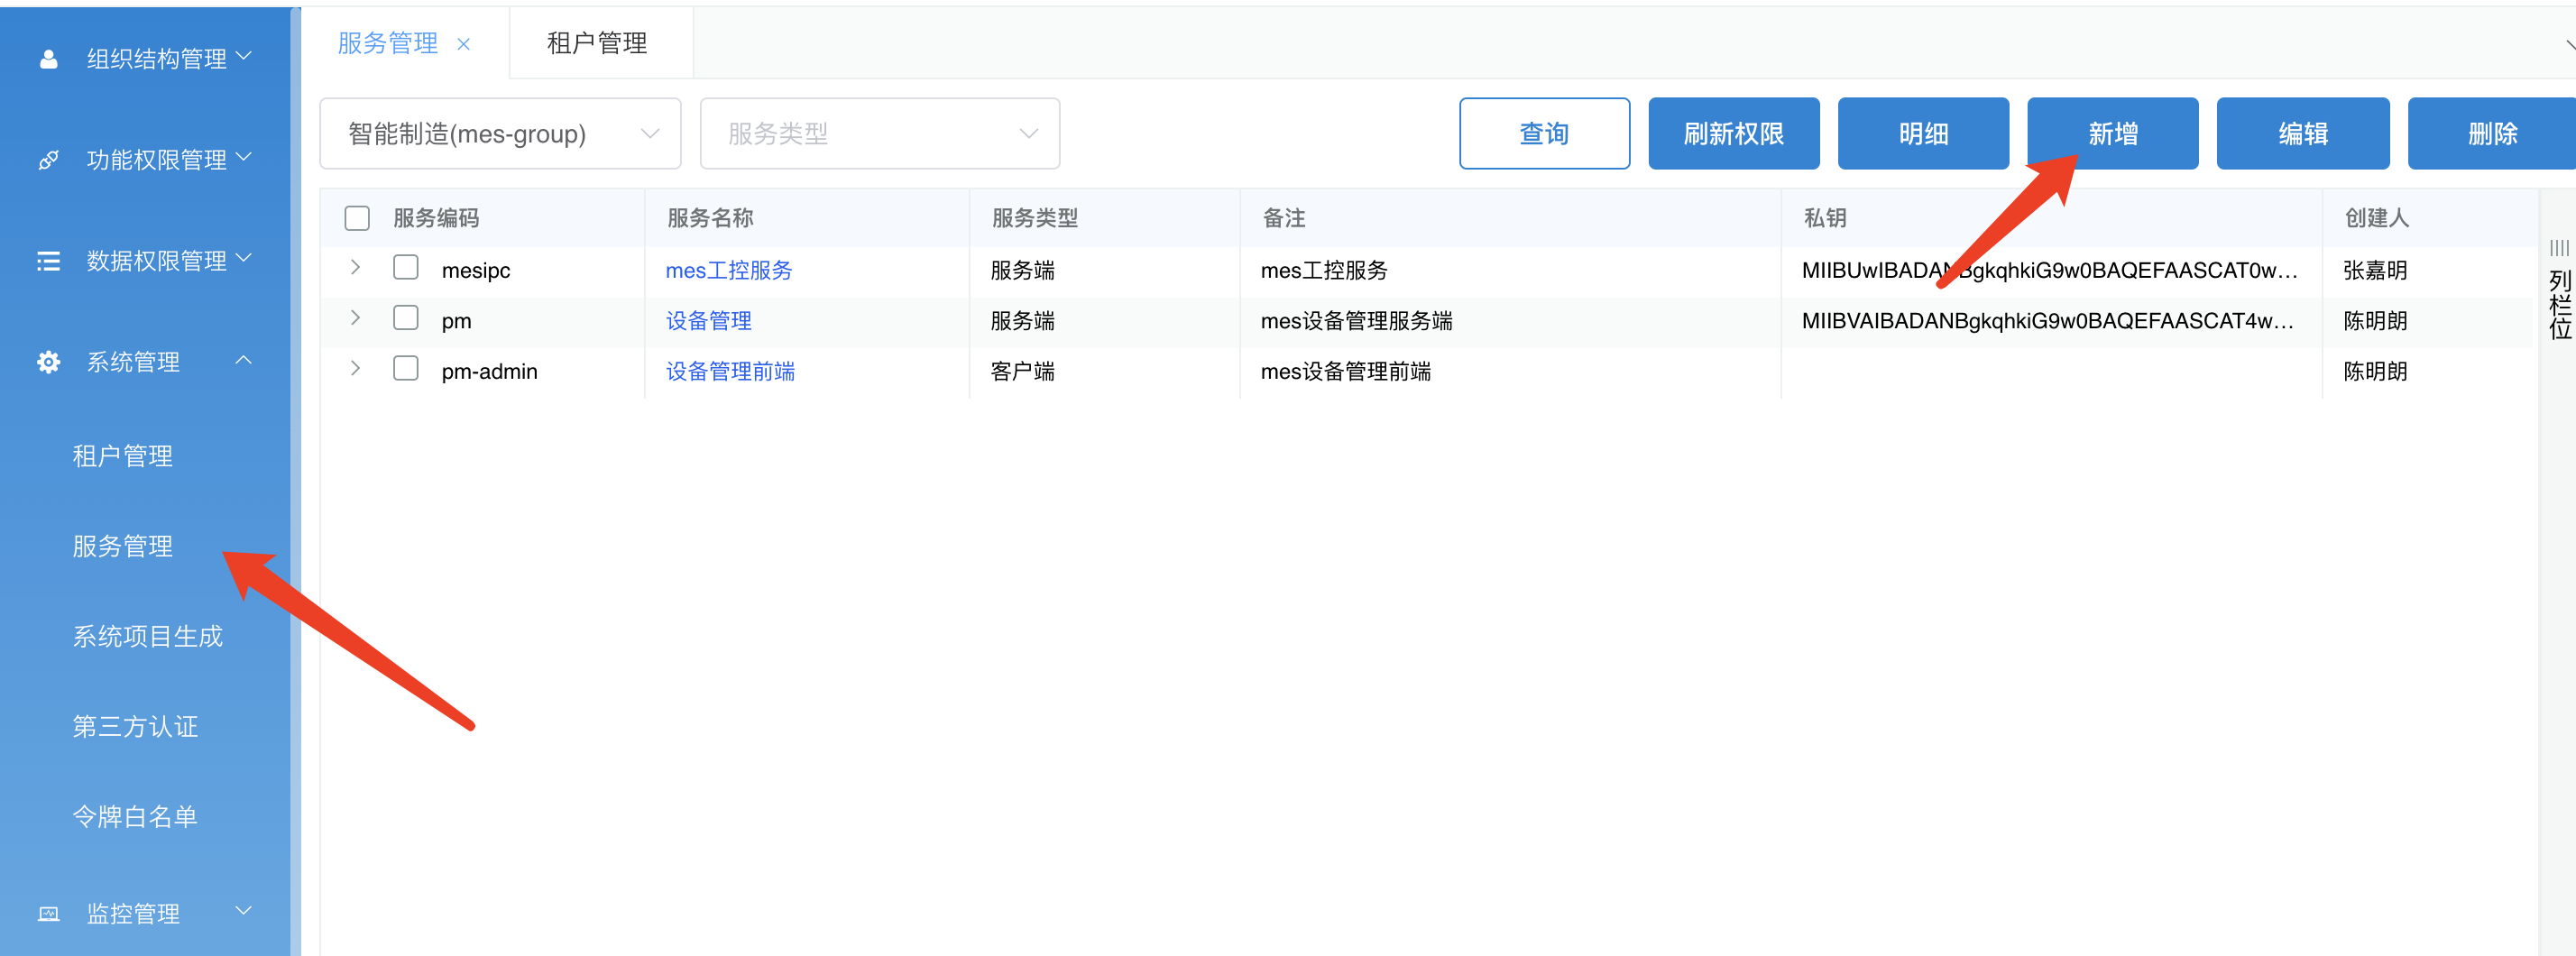 组织结构管理
功能权限管理
数据权限管理
系统管理
租户管理
服务管理
系统项目生成
第三方认证
令牌白名单
监控管理
服务管理 ×
租户管理
智能制造(mes-group)
服务类型
查询
刷新权限
明细
新增
编辑
删除
服务编码 服务名称 服务类型 备注 私钥 创建人
mesipc mes工控服务 服务端 mes工控服务 MIIBUwIBADANBgkqhkiG9w0BAQEFAASCAT0w... 张嘉明
pm 设备管理 服务端 mes设备管理服务端 MIIBVAIBADANBgkqhkiG9w0BAQEFAASCAT4w... 陈明朗
pm-admin 设备管理前端 客户端 mes设备管理前端 陈明朗
列栏位